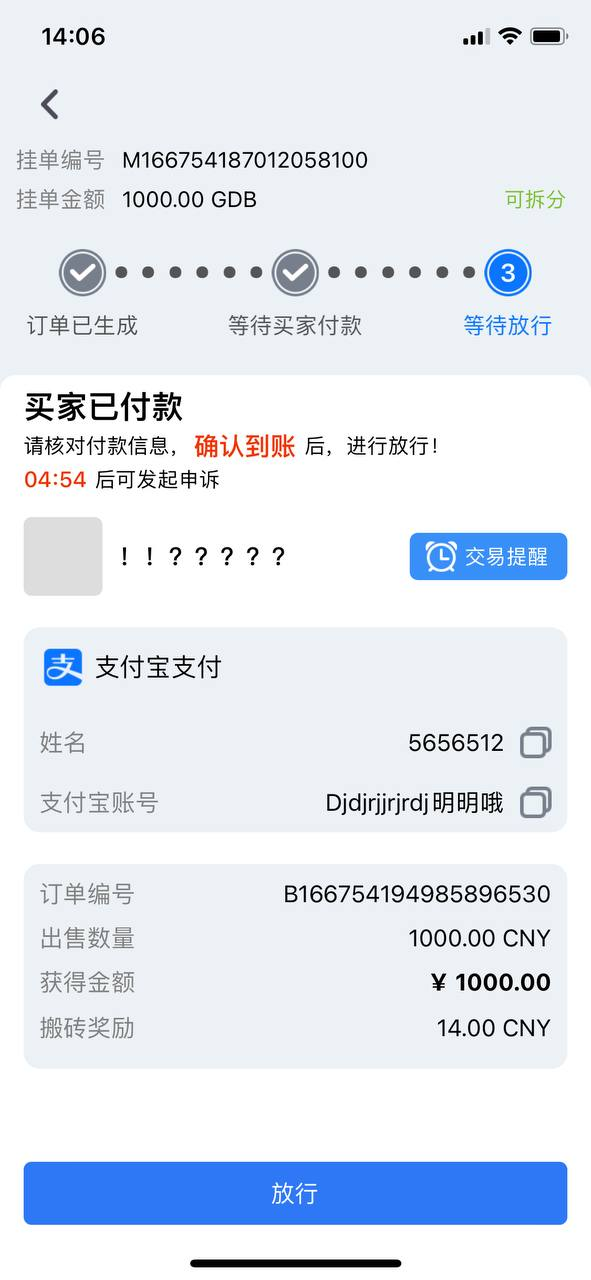 14:06
挂单编号 M166754187012058100
挂单金额 1000.00 GDB 可拆分
3
订单已生成 等待买家付款 等待放行
买家已付款
请核对付款信息，确认到账 后，进行放行！
04:54 后可发起申诉
！！？？？？？ 交易提醒
支 支付宝支付
姓名 5656512
支付宝账号 Djdjrjjrjrdj明明哦
订单编号 B166754194985896530
出售数量 1000.00 CNY
获得金额 ¥ 1000.00
搬砖奖励 14.00 CNY
放行